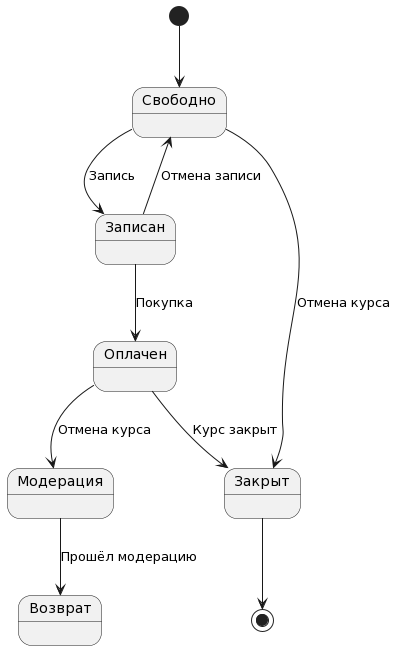 Свободно
Запись
Отмена записи
Записан
Покупка
Отмена курса
Оплачен
Отмена курса
Курс закрыт
Модерация
Закрыт
Прошёл модерацию
Возврат